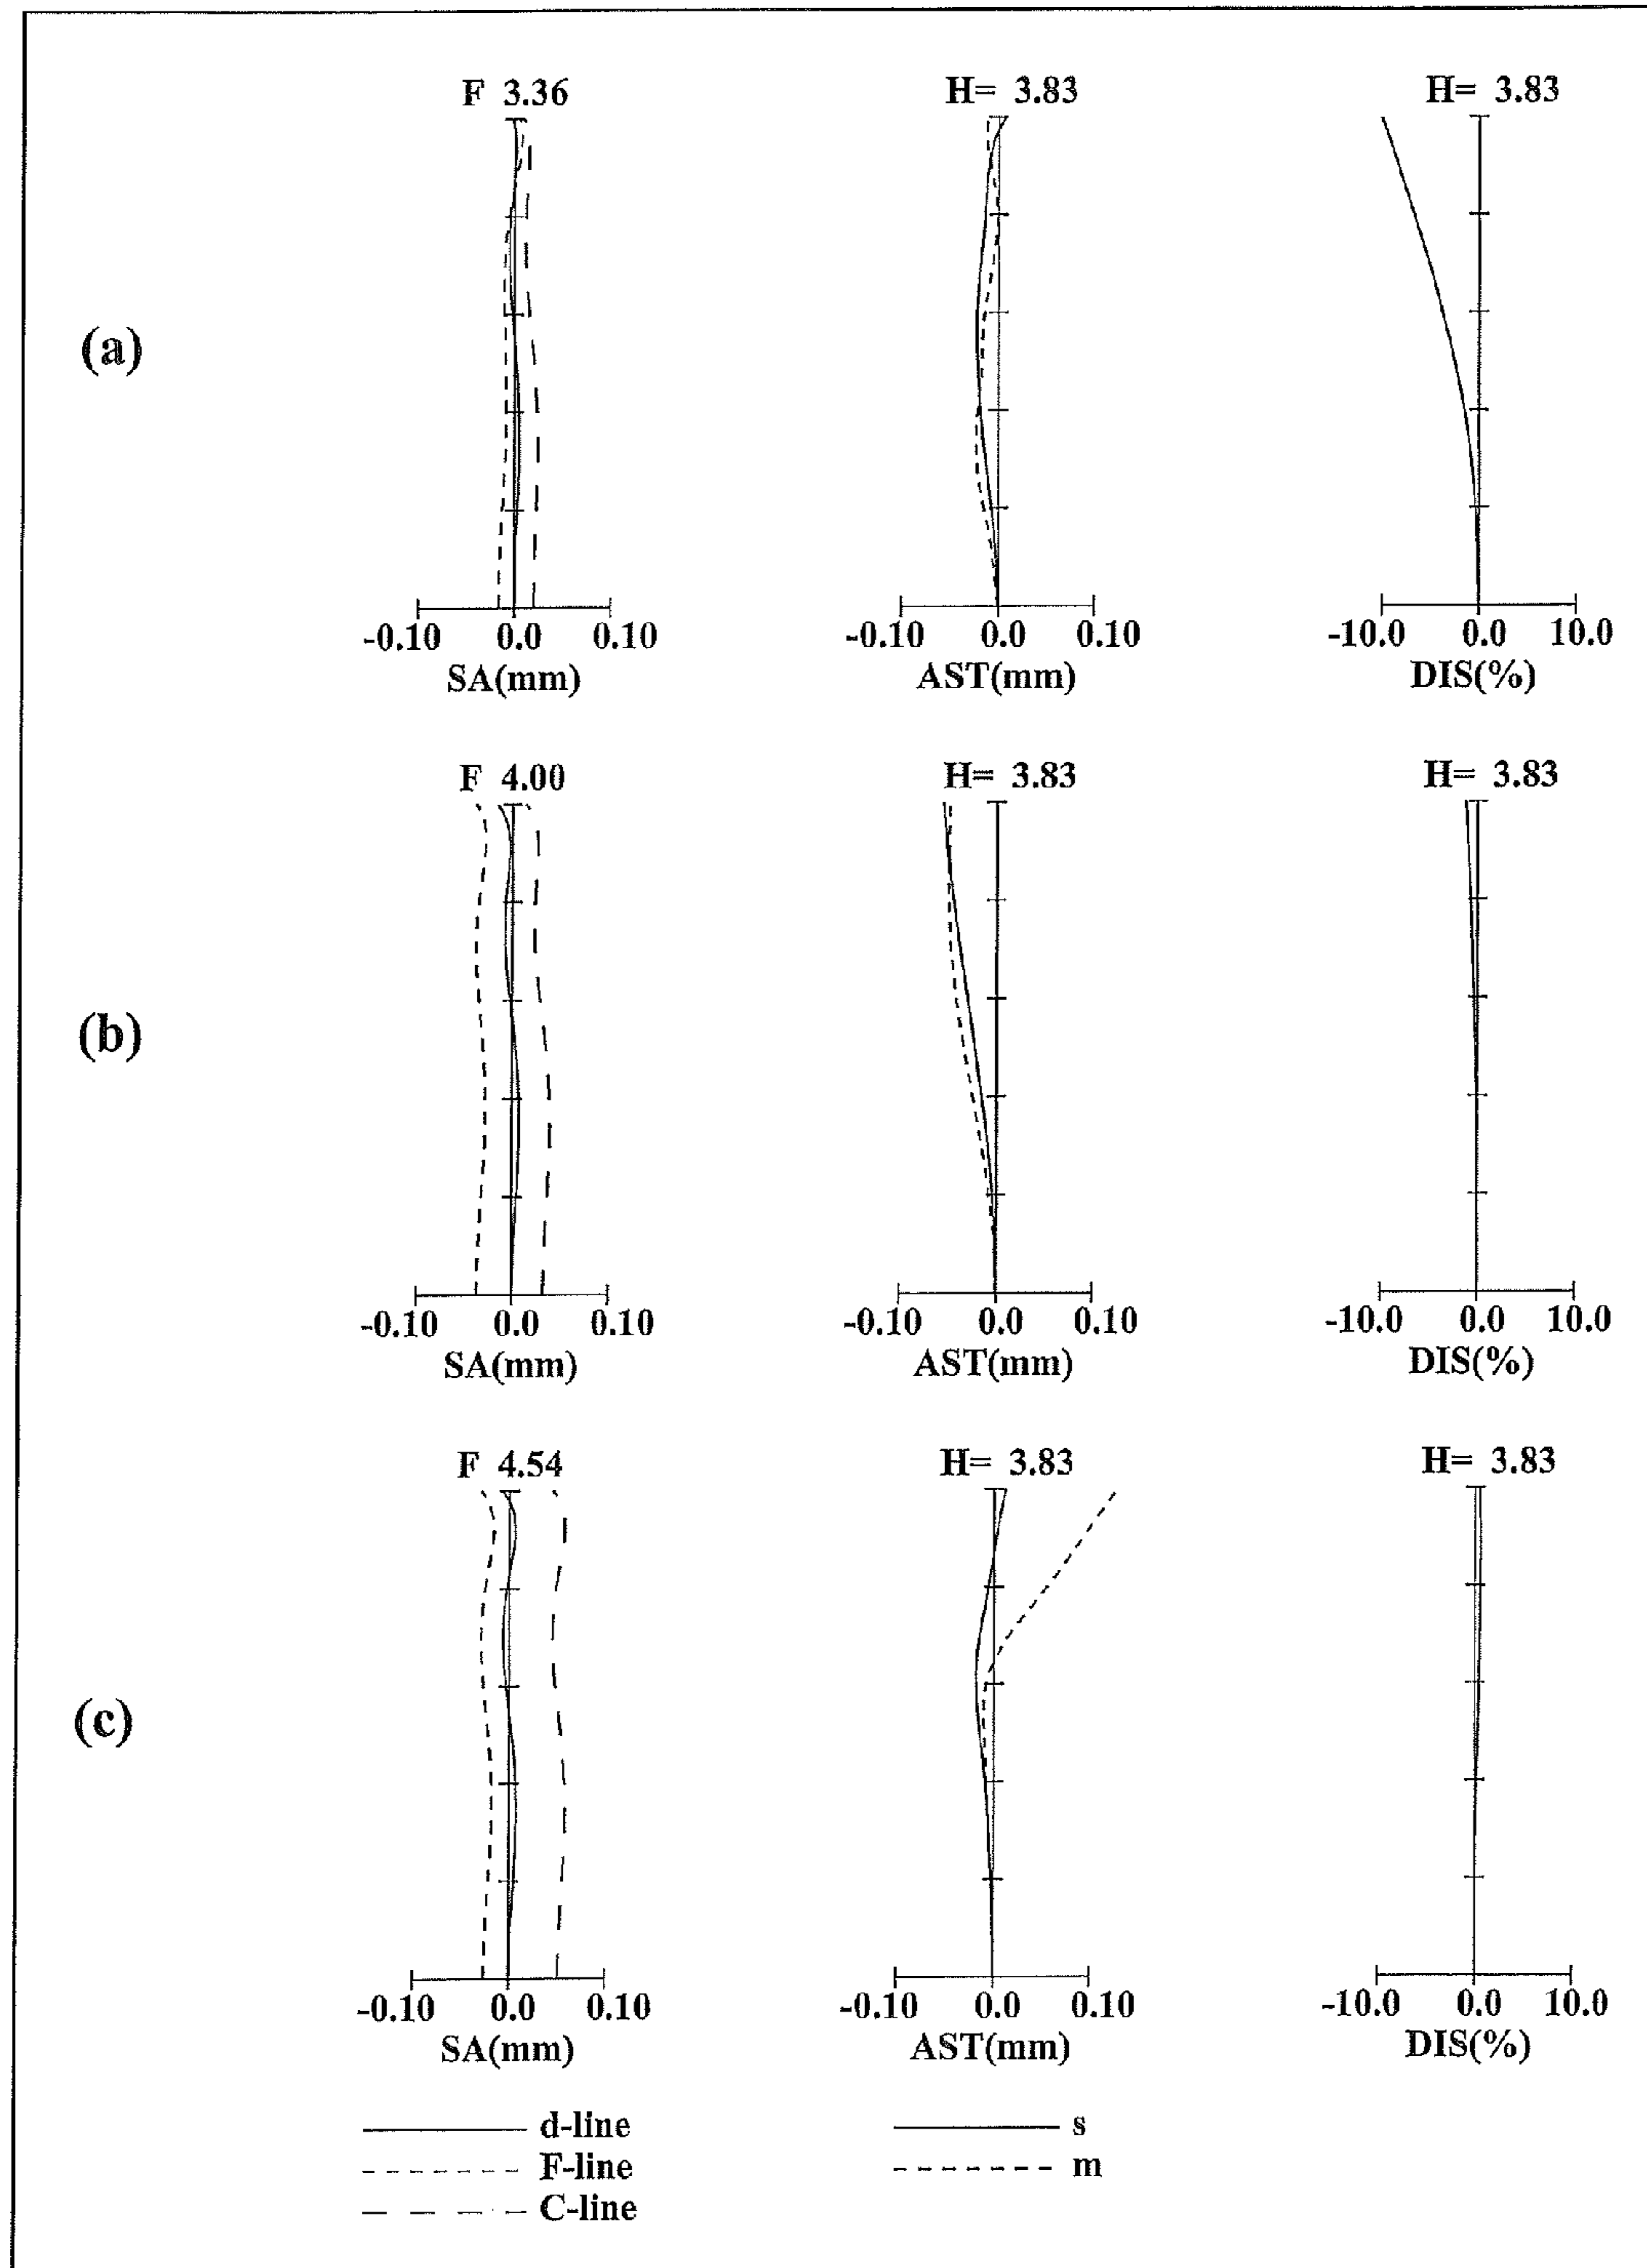 F 3.36 H= 3.83 H= 3.83
(a)
-0.10 0.0 0.10 -0.10 0.0 0.10 -10.0 0.0 10.0
SA(mm) AST(mm) DIS(%)
F 4.00 H= 3.83 H= 3.83
(b)
-0.10 0.0 0.10 -0.10 0.0 0.10 -10.0 0.0 10.0
SA(mm) AST(mm) DIS(%)
F 4.54 H= 3.83 H= 3.83
(c)
-0.10 0.0 0.10 -0.10 0.0 0.10 -10.0 0.0 10.0
SA(mm) AST(mm) DIS(%)
d-line s
F-line m
C-line